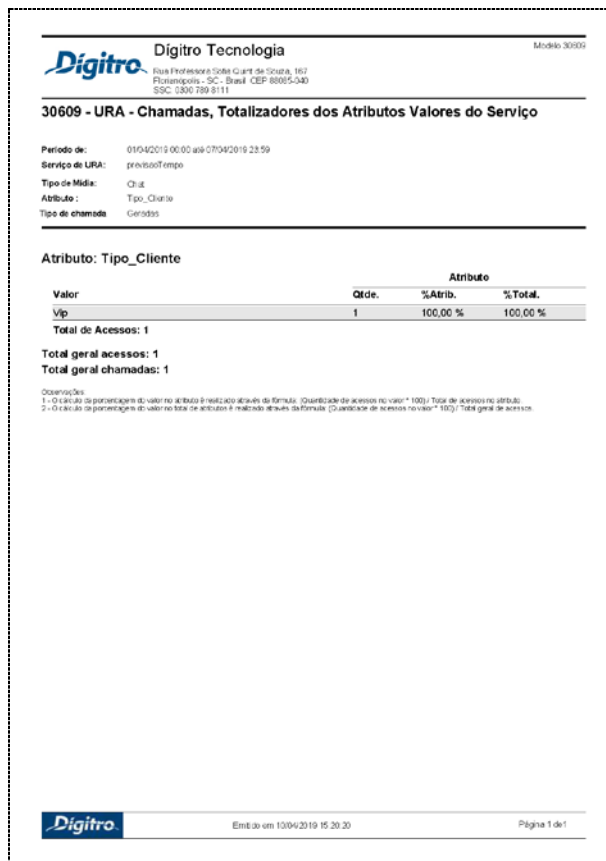 Dígitro
Dígitro Tecnologia
Modelo 30609
Rua Professora Sofia Quint de Souza, 167
Florianópolis - SC - Brasil CEP 88085-040
SSC: 0300 789 8111
30609 - URA - Chamadas, Totalizadores dos Atributos Valores do Serviço
Período de: 01/04/2019 00:00 até 07/04/2019 23:59
Serviço de URA: previsaoTempo
Tipo de Mídia: Chat
Atributo : Tipo_Cliente
Tipo de chamada Geradas
Atributo: Tipo_Cliente
Atributo
Valor Qtde. %Atrib. %Total.
Vip 1 100,00 % 100,00 %
Total de Acessos: 1
Total geral acessos: 1
Total geral chamadas: 1
Observações:
1 - O cálculo da porcentagem do valor no atributo é realizado através da fórmula: (Quantidade de acessos no valor * 100) / Total de acessos no atributo.
2 - O cálculo da porcentagem do valor no total de atributos é realizado através da fórmula: (Quantidade de acessos no valor * 100) / Total geral de acessos.
Dígitro
Emitido em 10/04/2019 15:20:20
Página 1 de1